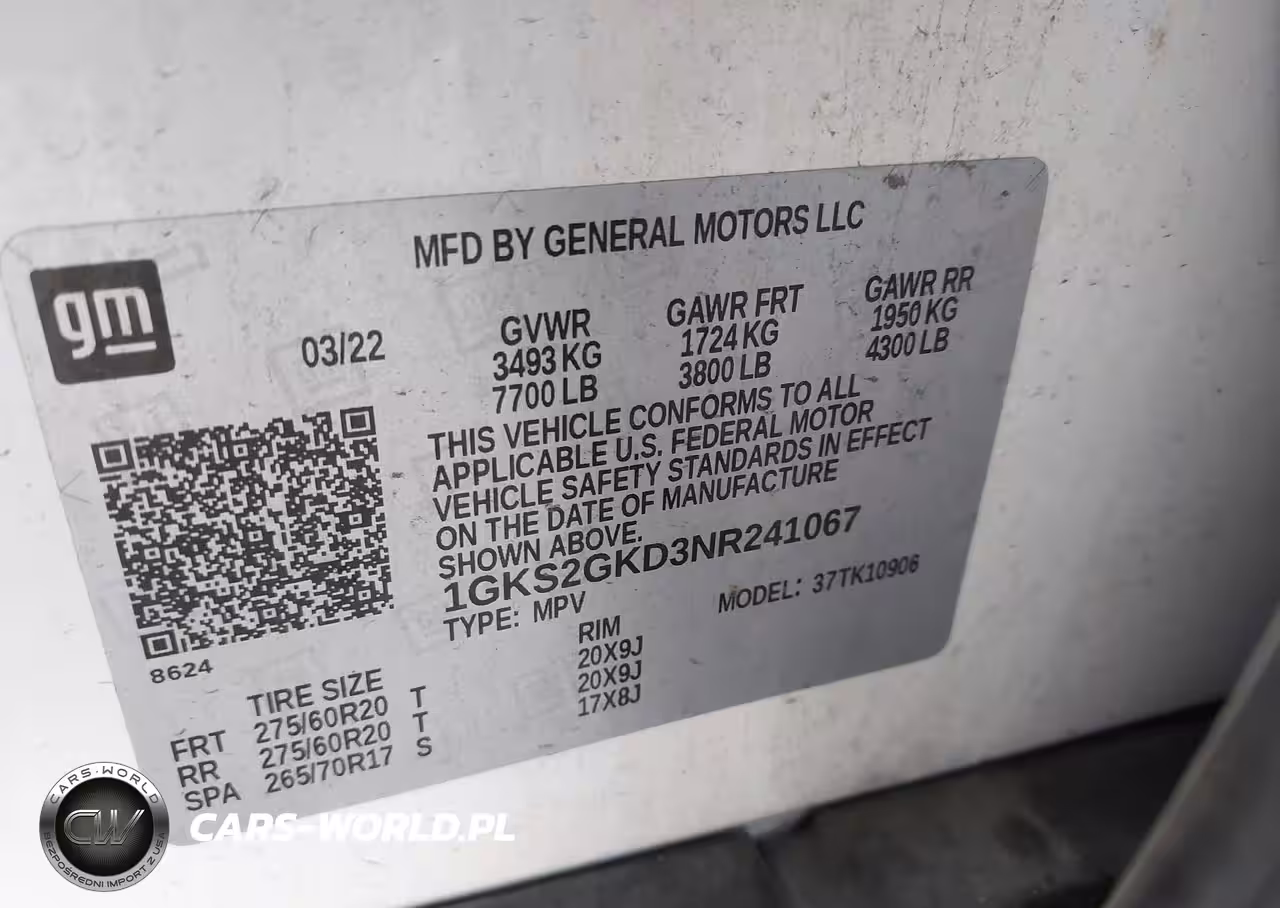 gm
MFD BY GENERAL MOTORS LLC
03/22
GVWR GAWR FRT GAWR RR
3493 KG 1724 KG 1950 KG
7700 LB 3800 LB 4300 LB
THIS VEHICLE CONFORMS TO ALL
APPLICABLE U.S. FEDERAL MOTOR
VEHICLE SAFETY STANDARDS IN EFFECT
ON THE DATE OF MANUFACTURE
SHOWN ABOVE.
1GKS2GKD3NR241067
TYPE: MPV MODEL: 37TK10906
8624
TIRE SIZE RIM
FRT 275/60R20 T 20X9J
RR 275/60R20 T 20X9J
SPA 265/70R17 S 17X8J
CARS-WORLD
CW
BEZPOŚREDNI IMPORT Z USA
CARS-WORLD.PL